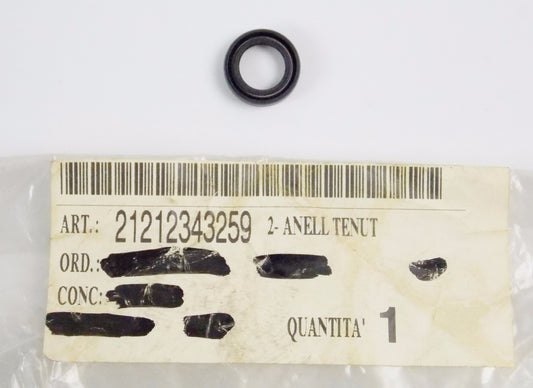 ART.: 21212343259 2- ANELL TENUT
ORD.:
CONC:
QUANTITA' 1